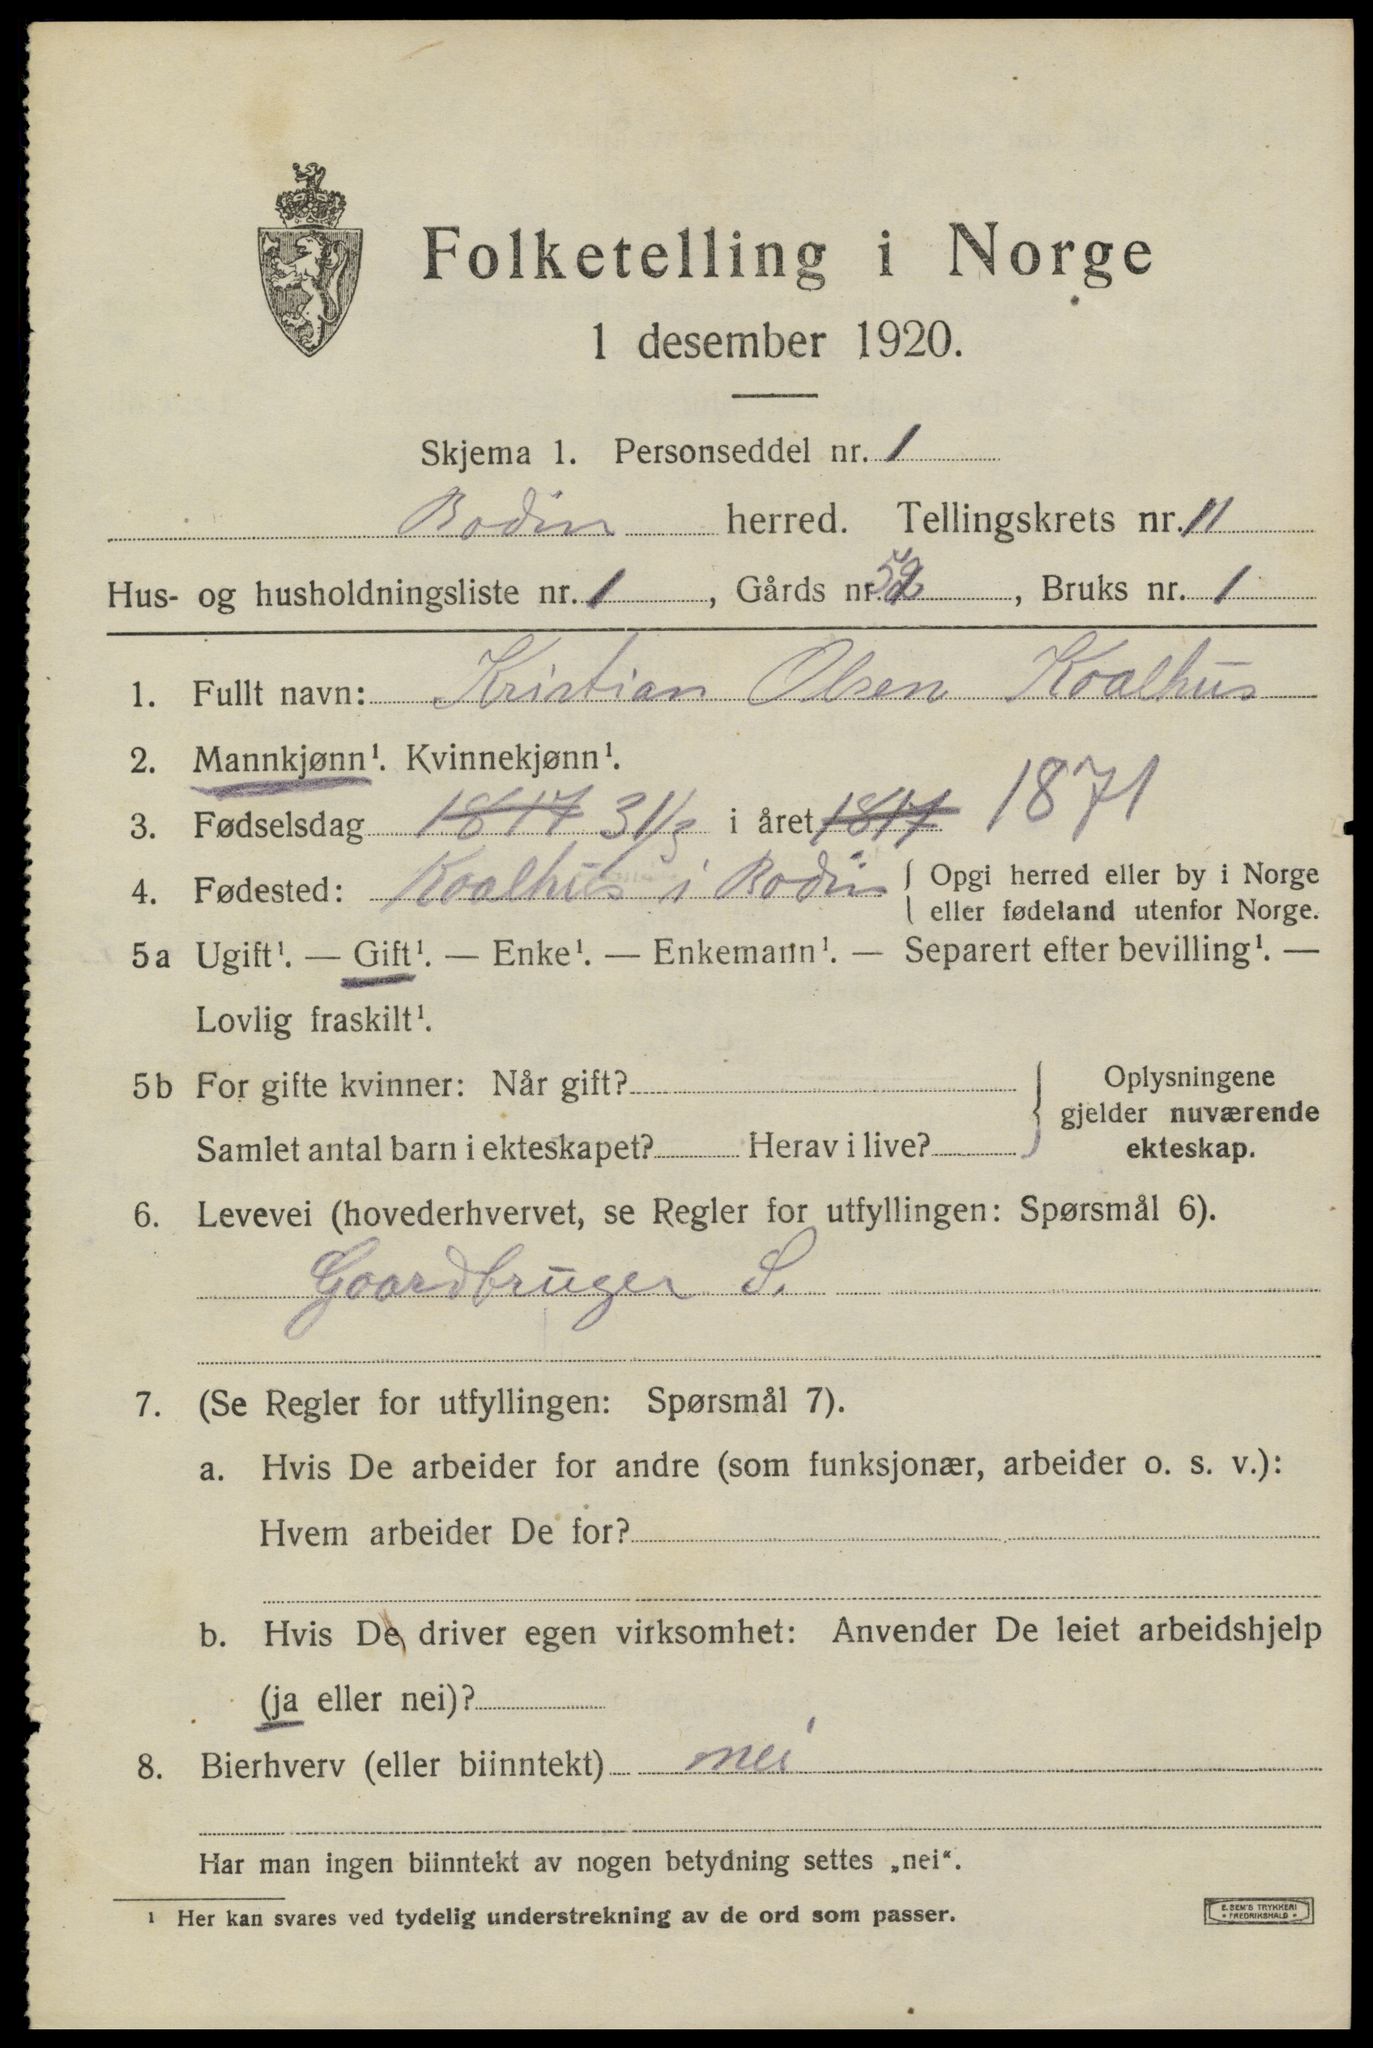 Folketelling i Norge
1 desember 1920.
Skjema 1. Personseddel nr. 1
Bodin herred. Tellingskrets nr. 11
Hus- og husholdningsliste nr. 1, Gårds nr. 52, Bruks nr. 1
1. Fullt navn: Kristian Olsen Koalhus
2. Mannkjønn¹. Kvinnekjønn¹.
3. Fødselsdag 1817 31/3 i året 1817 1871
4. Fødested: Koalhus i Bodin { Opgi herred eller by i Norge
eller fødeland utenfor Norge.
5a Ugift¹. — Gift¹. — Enke¹. — Enkemann¹. — Separert efter bevilling¹. —
Lovlig fraskilt¹.
5b For gifte kvinner: Når gift?
Samlet antal barn i ekteskapet? Herav i live?
} Oplysningene
gjelder nuværende
ekteskap.
6. Levevei (hovederhvervet, se Regler for utfyllingen: Spørsmål 6).
Goardbruger S.
7. (Se Regler for utfyllingen: Spørsmål 7).
a. Hvis De arbeider for andre (som funksjonær, arbeider o. s. v.):
Hvem arbeider De for?
b. Hvis De driver egen virksomhet: Anvender De leiet arbeidshjelp
(ja eller nei)?
8. Bierhverv (eller biinntekt) nei
Har man ingen biinntekt av nogen betydning settes „nei“.
¹ Her kan svares ved tydelig understrekning av de ord som passer.
E. SEM'S TRYKKERI
• FREDRIKSHALD •